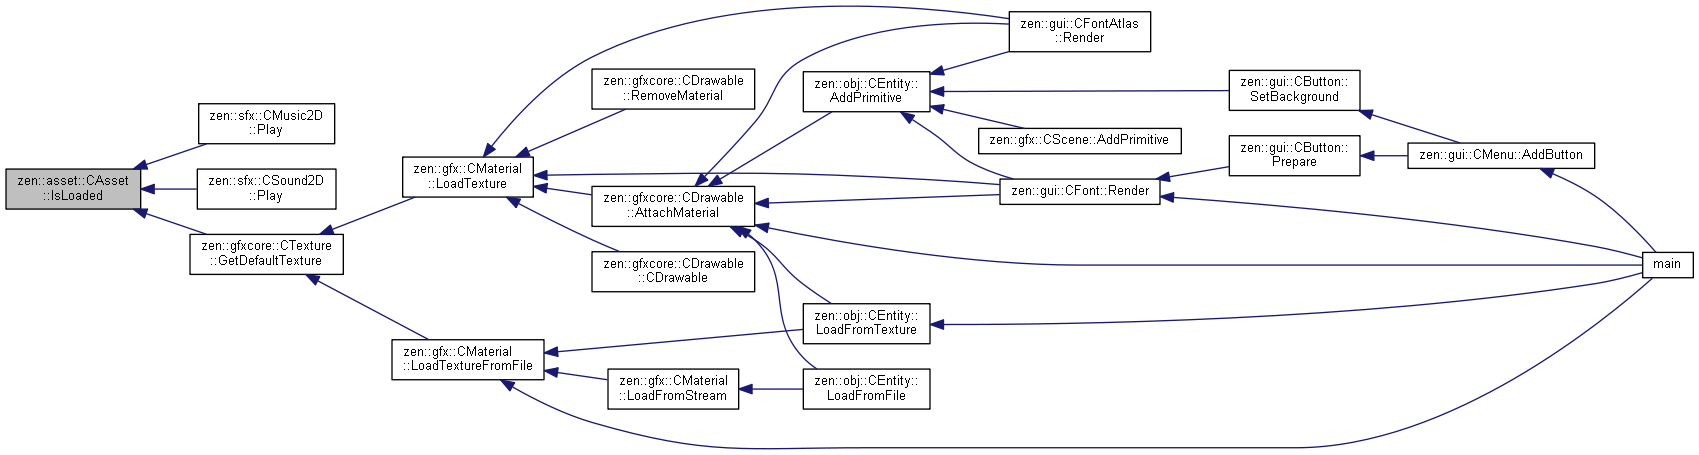 zen::asset::CAsset
::IsLoaded
zen::sfx::CMusic2D
::Play
zen::sfx::CSound2D
::Play
zen::gfxcore::CTexture
::GetDefaultTexture
zen::gfx::CMaterial
::LoadTexture
zen::gfx::CMaterial
::LoadTextureFromFile
zen::gfxcore::CDrawable
::RemoveMaterial
zen::gfxcore::CDrawable
::AttachMaterial
zen::gfxcore::CDrawable
::CDrawable
zen::gfx::CMaterial
::LoadFromStream
zen::obj::CEntity::
AddPrimitive
zen::obj::CEntity::
LoadFromTexture
zen::obj::CEntity::
LoadFromFile
zen::gui::CFontAtlas
::Render
zen::gfx::CScene::AddPrimitive
zen::gui::CFont::Render
zen::gui::CButton::
SetBackground
zen::gui::CButton::
Prepare
zen::gui::CMenu::AddButton
main